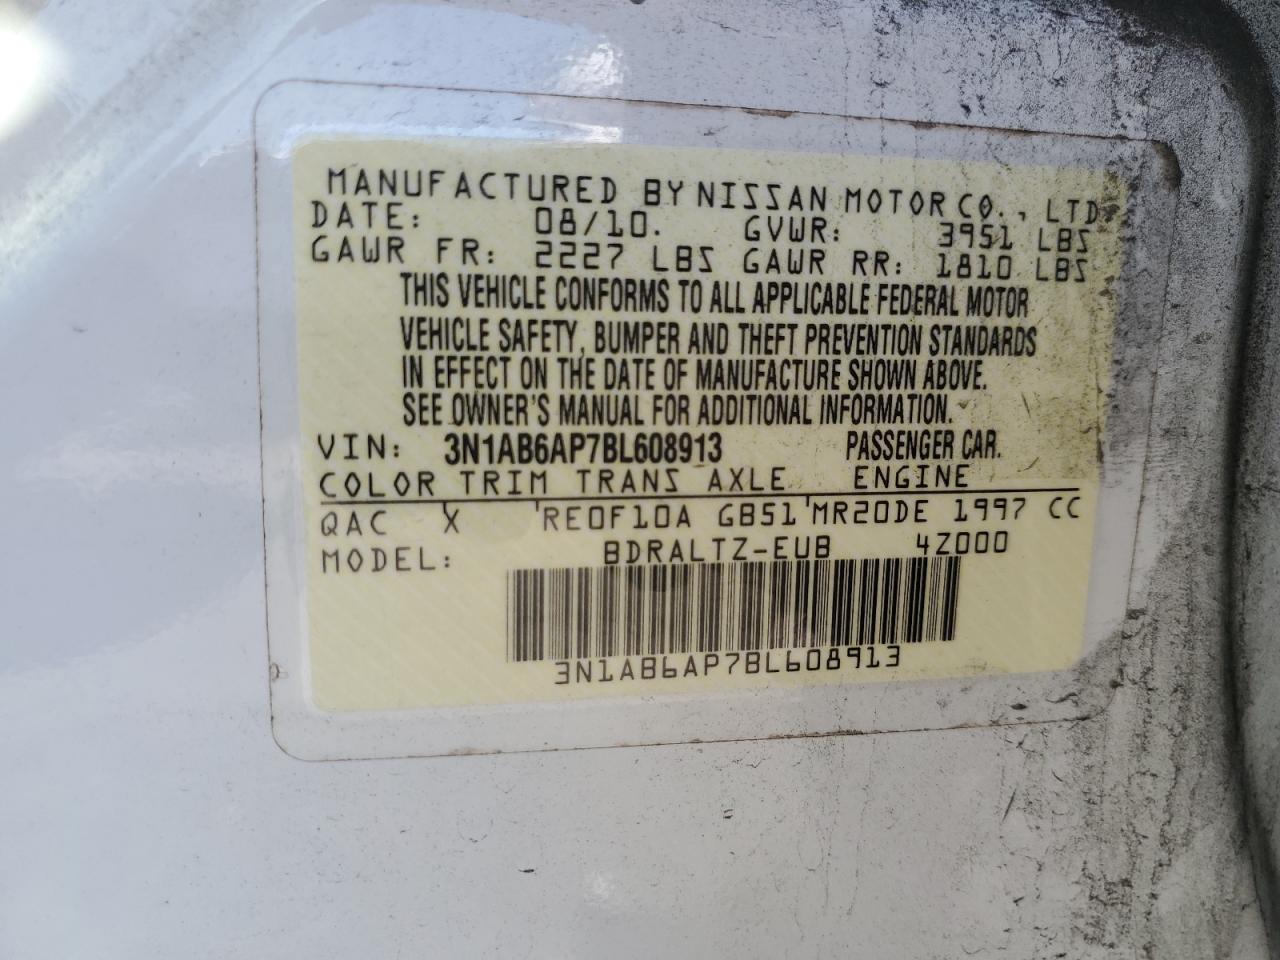 MANUFACTURED BY NISSAN MOTOR CO., LTD.
DATE: 08/10. GVWR: 3951 LBS
GAWR FR: 2227 LBS GAWR RR: 1810 LBS
THIS VEHICLE CONFORMS TO ALL APPLICABLE FEDERAL MOTOR
VEHICLE SAFETY, BUMPER AND THEFT PREVENTION STANDARDS
IN EFFECT ON THE DATE OF MANUFACTURE SHOWN ABOVE.
SEE OWNER'S MANUAL FOR ADDITIONAL INFORMATION.
VIN: 3N1AB6AP7BL608913 PASSENGER CAR.
COLOR TRIM TRANS AXLE ENGINE
QAC X 'RE0F10A GB51'MR20DE 1997 CC
MODEL: BDRALTZ-EUB 4Z000
3N1AB6AP7BL608913